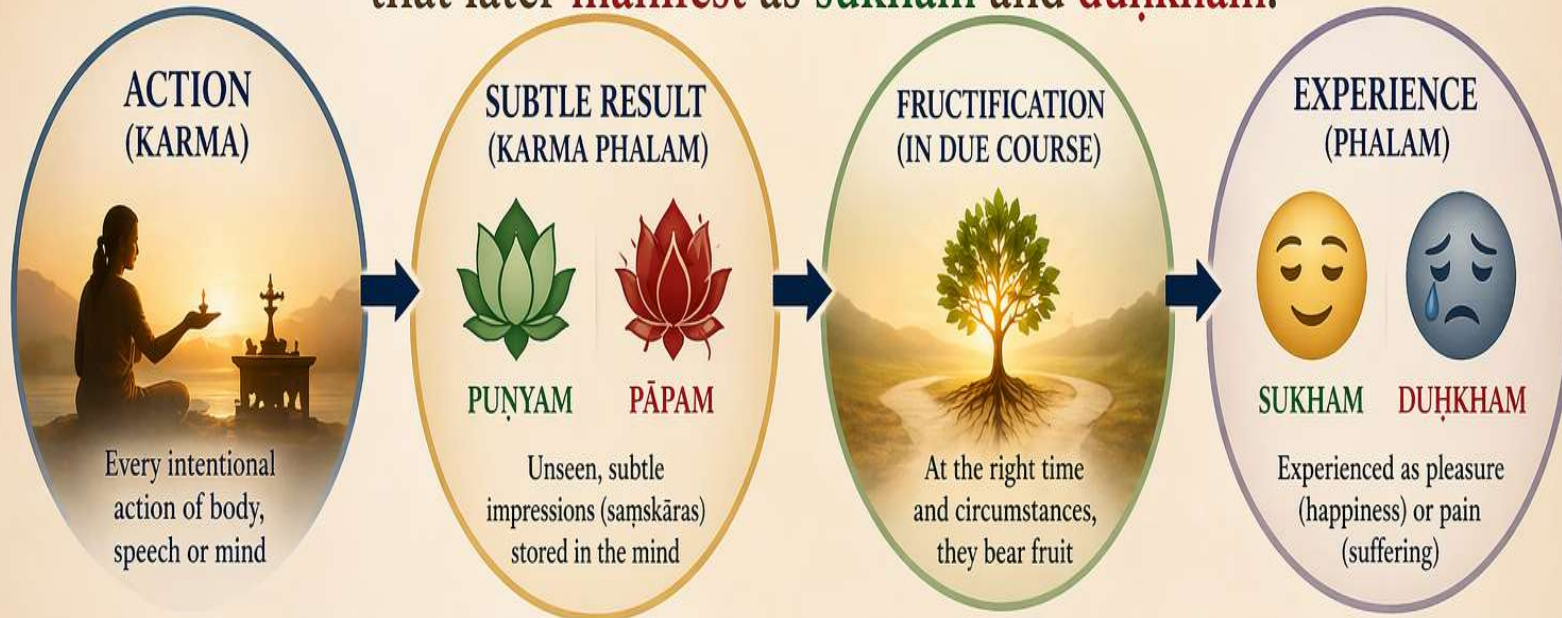 that later manifest as sukham and duḥkham.
ACTION
(KARMA)
Every intentional
action of body,
speech or mind
SUBTLE RESULT
(KARMA PHALAM)
PUṆYAM PĀPAM
Unseen, subtle
impressions (saṃskāras)
stored in the mind
FRUCTIFICATION
(IN DUE COURSE)
At the right time
and circumstances,
they bear fruit
EXPERIENCE
(PHALAM)
SUKHAM DUḤKHAM
Experienced as pleasure
(happiness) or pain
(suffering)